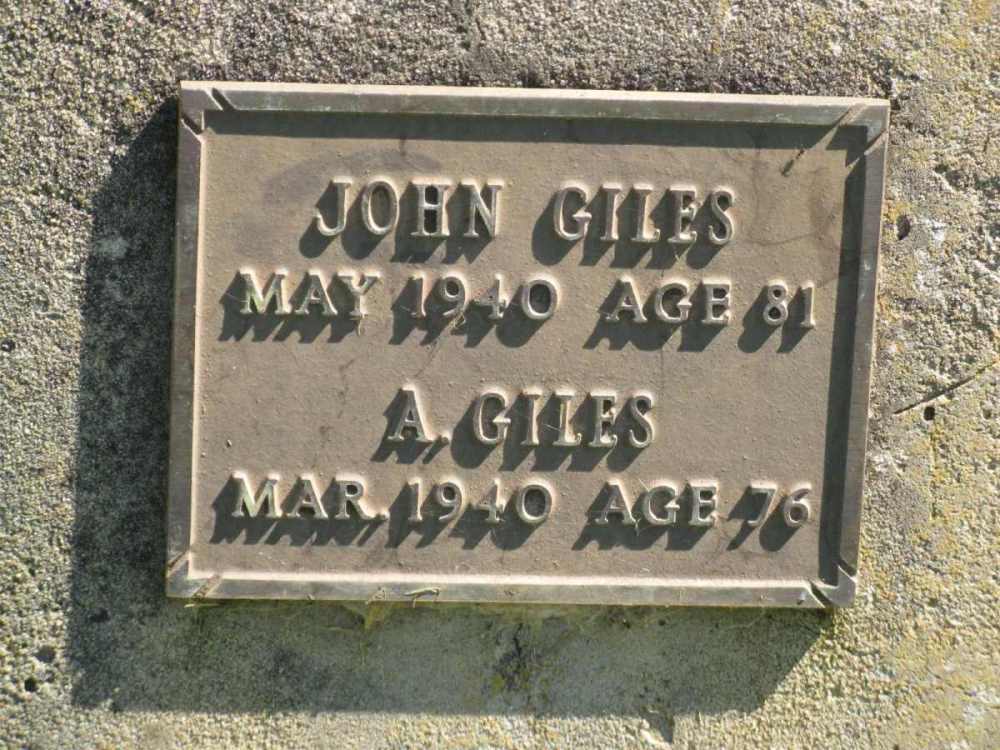 JOHN GILES
MAY 1940 AGE 81
A. GILES
MAR. 1940 AGE 76